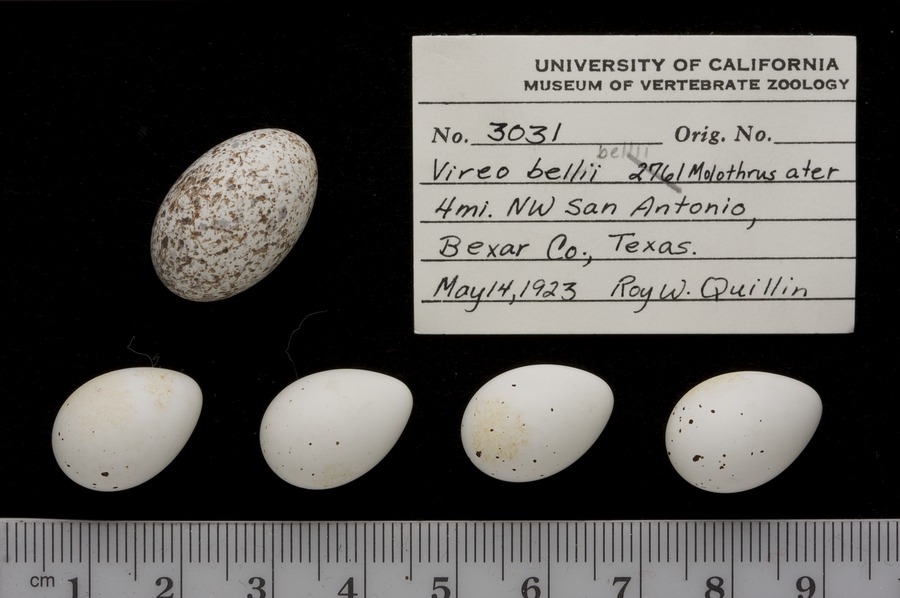 UNIVERSITY OF CALIFORNIA
MUSEUM OF VERTEBRATE ZOOLOGY
No. 3031 Orig. No.
bellii
Vireo bellii 2761 Molothrus ater
4mi. NW San Antonio,
Bexar Co., Texas.
May 14, 1923 Roy W. Quillin
cm 1 2 3 4 5 6 7 8 9